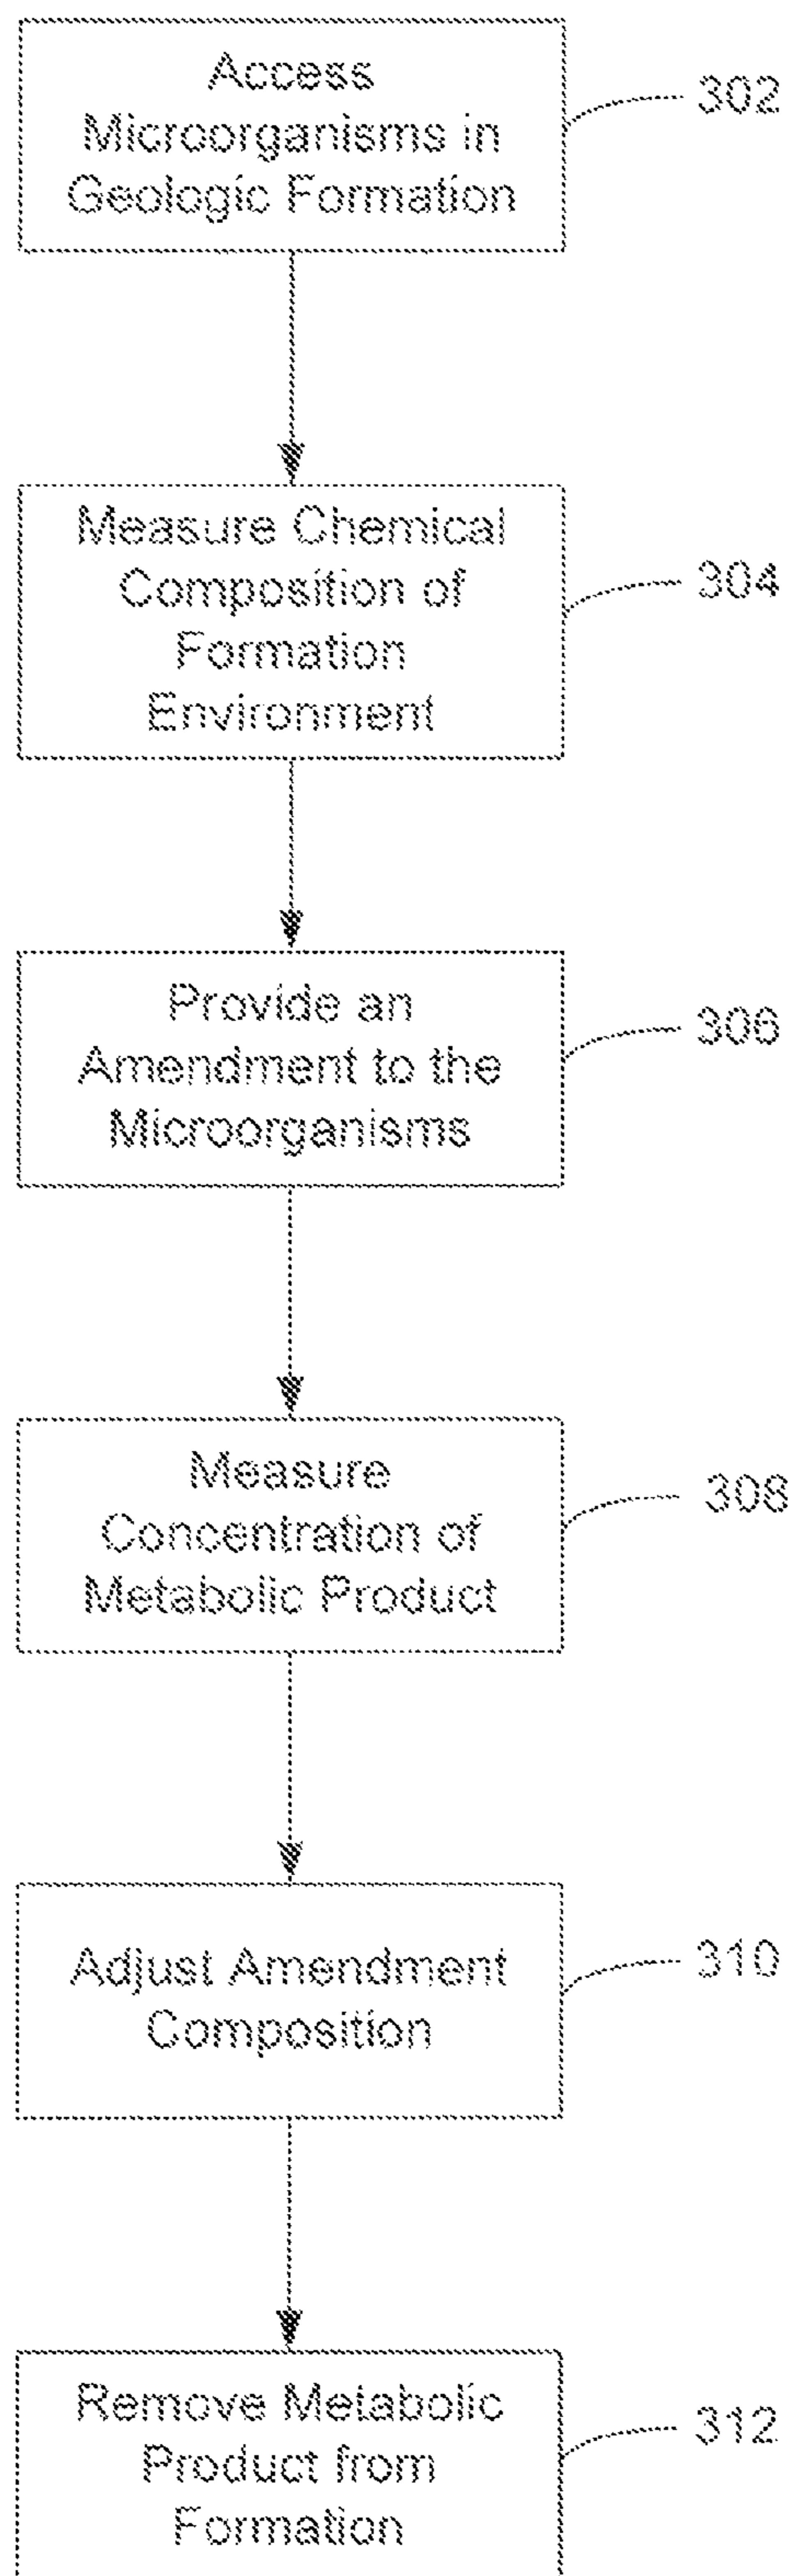 Access
Microorganisms in
Geologic Formation
302
Measure Chemical
Composition of
Formation
Environment
304
Provide an
Amendment to the
Microorganisms
306
Measure
Concentration of
Metabolic Product
308
Adjust Amendment
Composition
310
Remove Metabolic
Product from
Formation
312